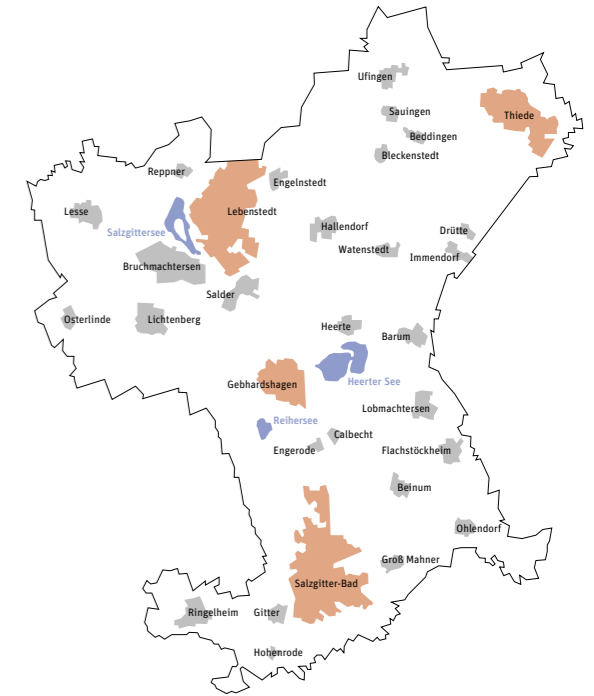 Ufingen
Sauingen
Thiede
Beddingen
Bleckenstedt
Reppner
Engelnstedt
Lesse
Lebenstedt
Salzgittersee
Hallendorf
Drütte
Watenstedt
Immendorf
Bruchmachtersen
Salder
Osterlinde
Lichtenberg
Heerte
Barum
Gebhardshagen
Heerter See
Lobmachtersen
Reihersee
Calbecht
Engerode
Flachstöckheim
Beinum
Ohlendorf
Groß Mahner
Salzgitter-Bad
Ringelheim
Gitter
Hohenrode